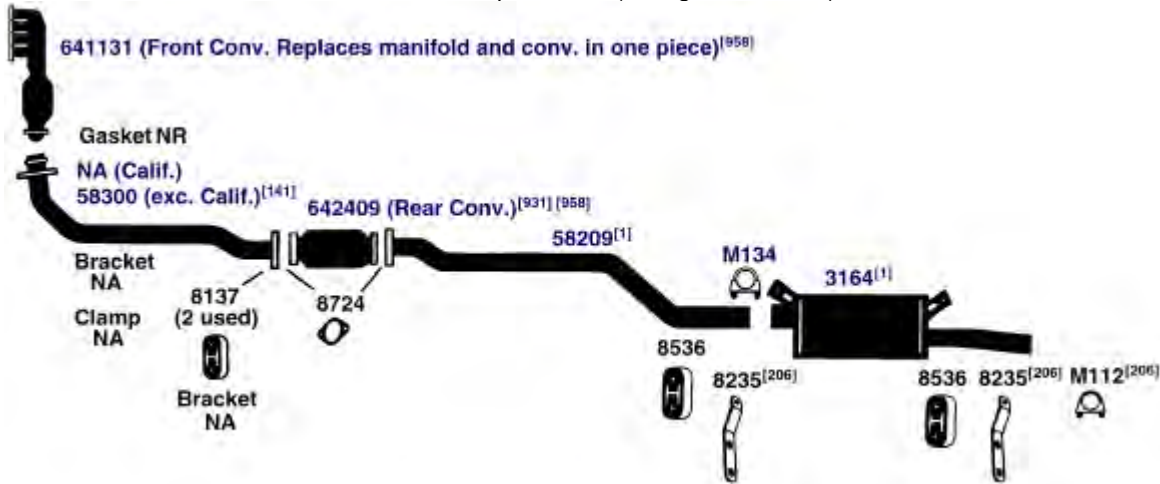 641131 (Front Conv. Replaces manifold and conv. in one piece)[958]
Gasket NR
NA (Calif.)
58300 (exc. Calif.)[141]
642409 (Rear Conv.)[931] [958]
58209[1]
M134
3164[1]
Bracket
NA
8137
(2 used)
8724
Clamp
NA
Bracket
NA
8536
8235[206]
8536
8235[206]
M112[206]